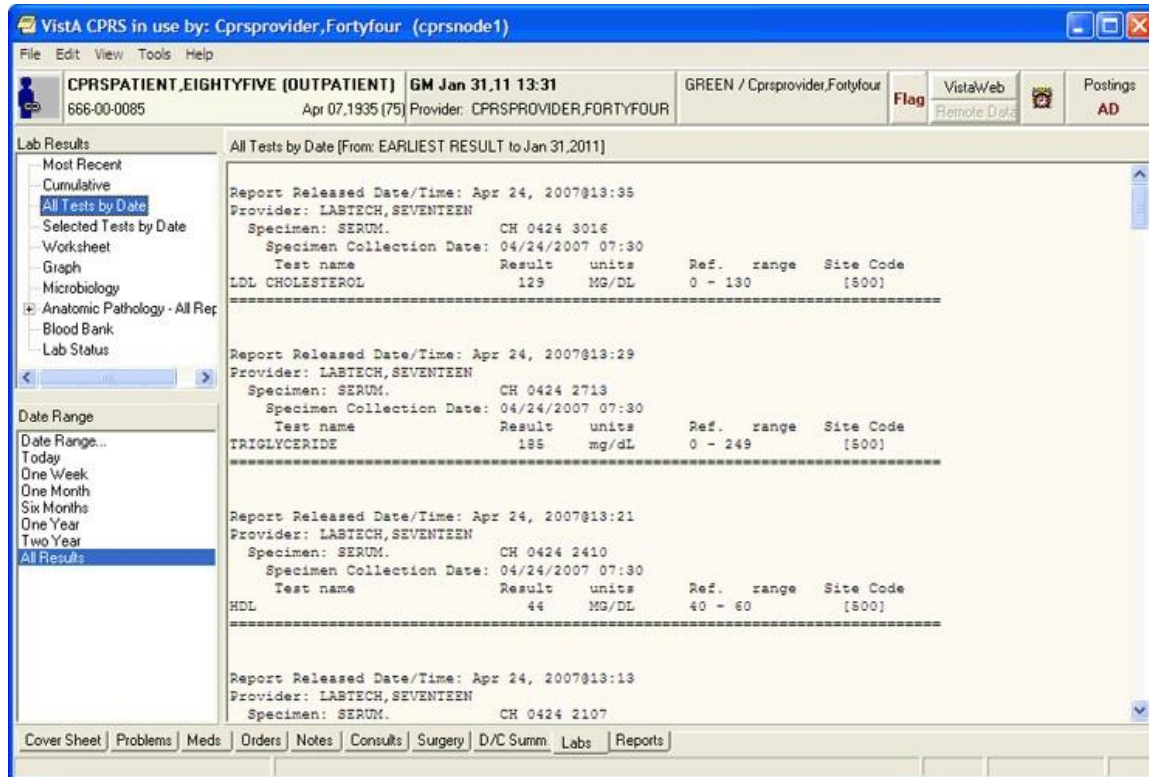 VistA CPRS in use by: Cprsprovider,Fortyfour (cprsnode1)
File Edit View Tools Help
CPRSPATIENT,EIGHTYFIVE (OUTPATIENT) GM Jan 31,11 13:31 GREEN / Cprsprovider,Fortyfour Flag VistaWeb Postings
666-00-0085 Apr 07,1935 (75) Provider: CPRSPROVIDER,FORTYFOUR Remote Data AD
Lab Results
Most Recent
Cumulative
All Tests by Date
Selected Tests by Date
Worksheet
Graph
Microbiology
Anatomic Pathology - All Rep
Blood Bank
Lab Status
Date Range
Date Range...
Today
One Week
One Month
Six Months
One Year
Two Year
All Results
All Tests by Date [From: EARLIEST RESULT to Jan 31,2011]
Report Released Date/Time: Apr 24, 2007@13:35
Provider: LABTECH,SEVENTEEN
Specimen: SERUM. CH 0424 3016
Specimen Collection Date: 04/24/2007 07:30
Test name Result units Ref. range Site Code
LDL CHOLESTEROL 129 MG/DL 0 - 130 [500]
===============================================================================
Report Released Date/Time: Apr 24, 2007@13:29
Provider: LABTECH,SEVENTEEN
Specimen: SERUM. CH 0424 2713
Specimen Collection Date: 04/24/2007 07:30
Test name Result units Ref. range Site Code
TRIGLYCERIDE 185 mg/dL 0 - 249 [500]
===============================================================================
Report Released Date/Time: Apr 24, 2007@13:21
Provider: LABTECH,SEVENTEEN
Specimen: SERUM. CH 0424 2410
Specimen Collection Date: 04/24/2007 07:30
Test name Result units Ref. range Site Code
HDL 44 MG/DL 40 - 60 [500]
===============================================================================
Report Released Date/Time: Apr 24, 2007@13:13
Provider: LABTECH,SEVENTEEN
Specimen: SERUM. CH 0424 2107
Cover Sheet Problems Meds Orders Notes Consults Surgery D/C Summ Labs Reports